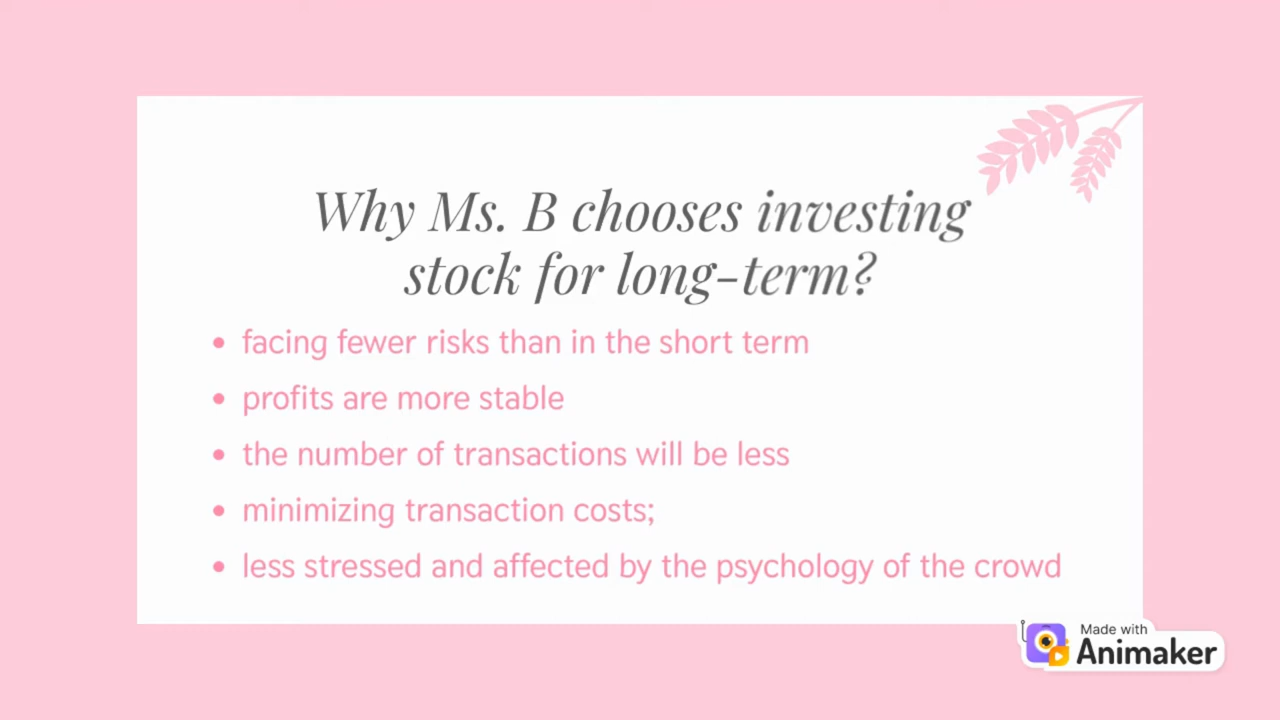 Why Ms. B chooses investing
stock for long-term?
• facing fewer risks than in the short term
• profits are more stable
• the number of transactions will be less
• minimizing transaction costs;
• less stressed and affected by the psychology of the crowd
Made with
Animaker